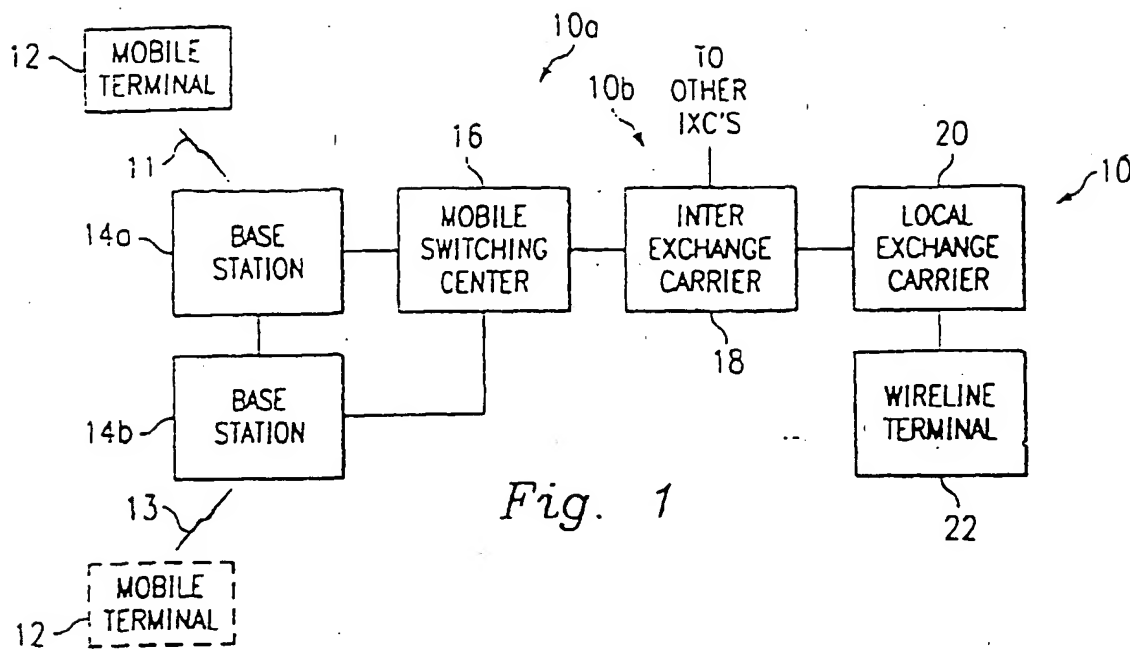 10a
12
MOBILE
TERMINAL
TO
OTHER
IXC'S
10b
11
16
20
10
14a
BASE
STATION
MOBILE
SWITCHING
CENTER
INTER
EXCHANGE
CARRIER
LOCAL
EXCHANGE
CARRIER
18
14b
BASE
STATION
WIRELINE
TERMINAL
13
Fig. 1
22
12
MOBILE
TERMINAL